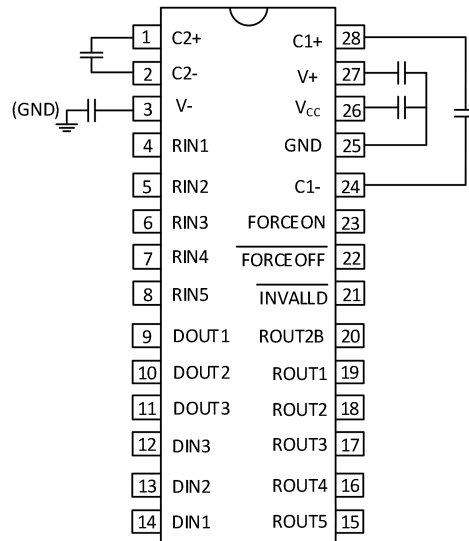 1 C2+ C1+ 28
2 C2- V+ 27
(GND) 3 V- VCC 26
4 RIN1 GND 25
5 RIN2 C1- 24
6 RIN3 FORCEON 23
7 RIN4 FORCEOFF 22
8 RIN5 INVALLD 21
9 DOUT1 ROUT2B 20
10 DOUT2 ROUT1 19
11 DOUT3 ROUT2 18
12 DIN3 ROUT3 17
13 DIN2 ROUT4 16
14 DIN1 ROUT5 15